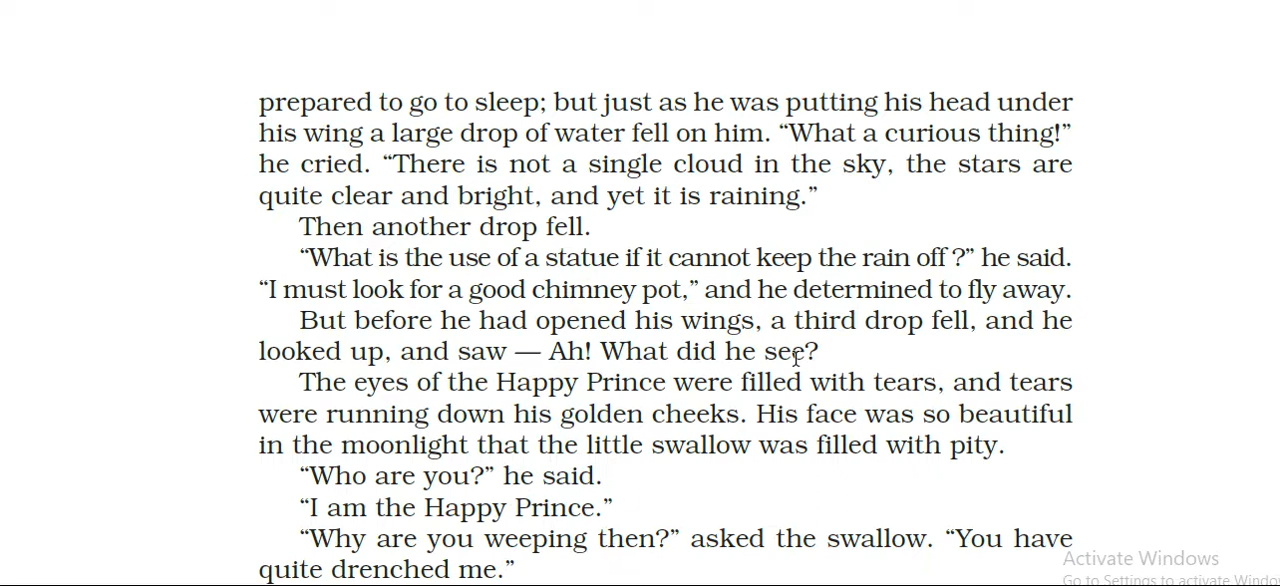 prepared to go to sleep; but just as he was putting his head under
his wing a large drop of water fell on him. “What a curious thing!”
he cried. “There is not a single cloud in the sky, the stars are
quite clear and bright, and yet it is raining.”
Then another drop fell.
“What is the use of a statue if it cannot keep the rain off ?” he said.
“I must look for a good chimney pot,” and he determined to fly away.
But before he had opened his wings, a third drop fell, and he
looked up, and saw — Ah! What did he see?
The eyes of the Happy Prince were filled with tears, and tears
were running down his golden cheeks. His face was so beautiful
in the moonlight that the little swallow was filled with pity.
“Who are you?” he said.
“I am the Happy Prince.”
“Why are you weeping then?” asked the swallow. “You have
quite drenched me.”
Activate Windows
Go to Settings to activate Windo